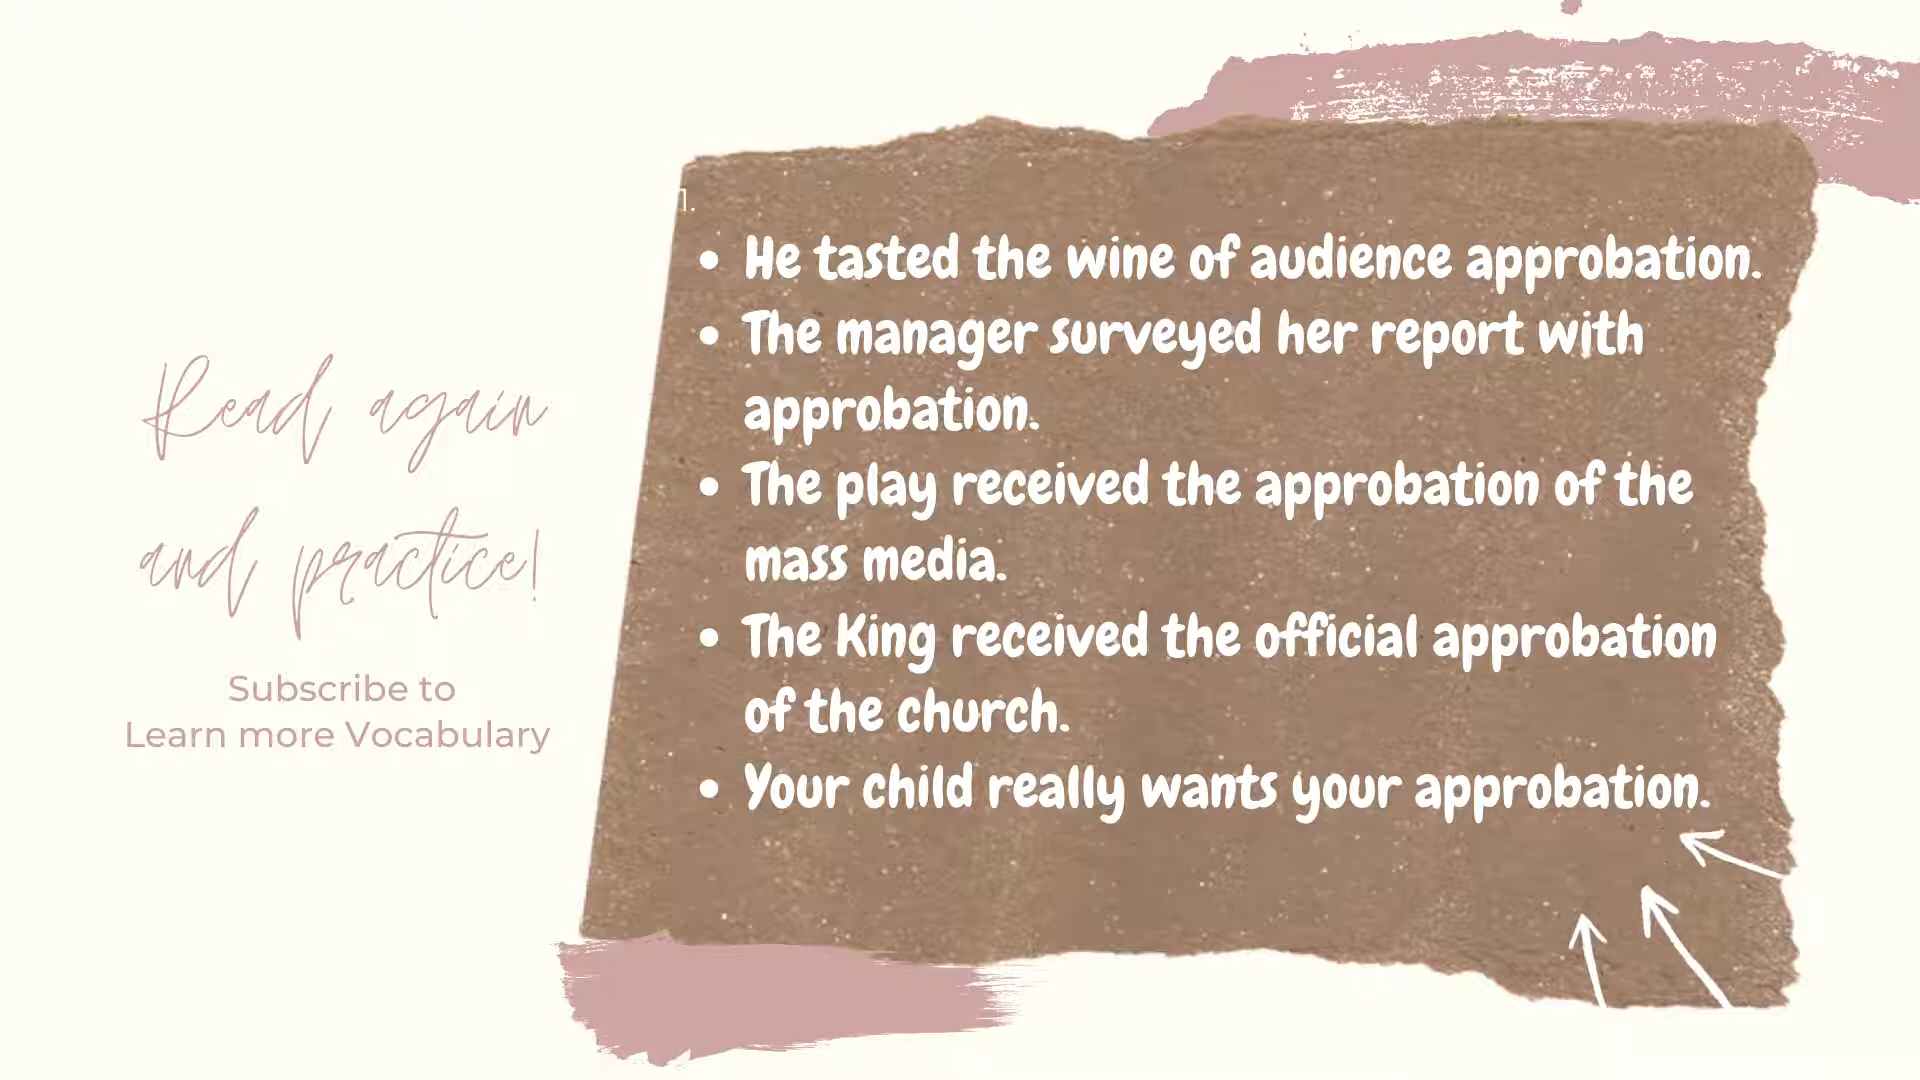 Read again
and practice!
Subscribe to
Learn more Vocabulary
1.
• He tasted the wine of audience approbation.
• The manager surveyed her report with
approbation.
• The play received the approbation of the
mass media.
• The King received the official approbation
of the church.
• Your child really wants your approbation.